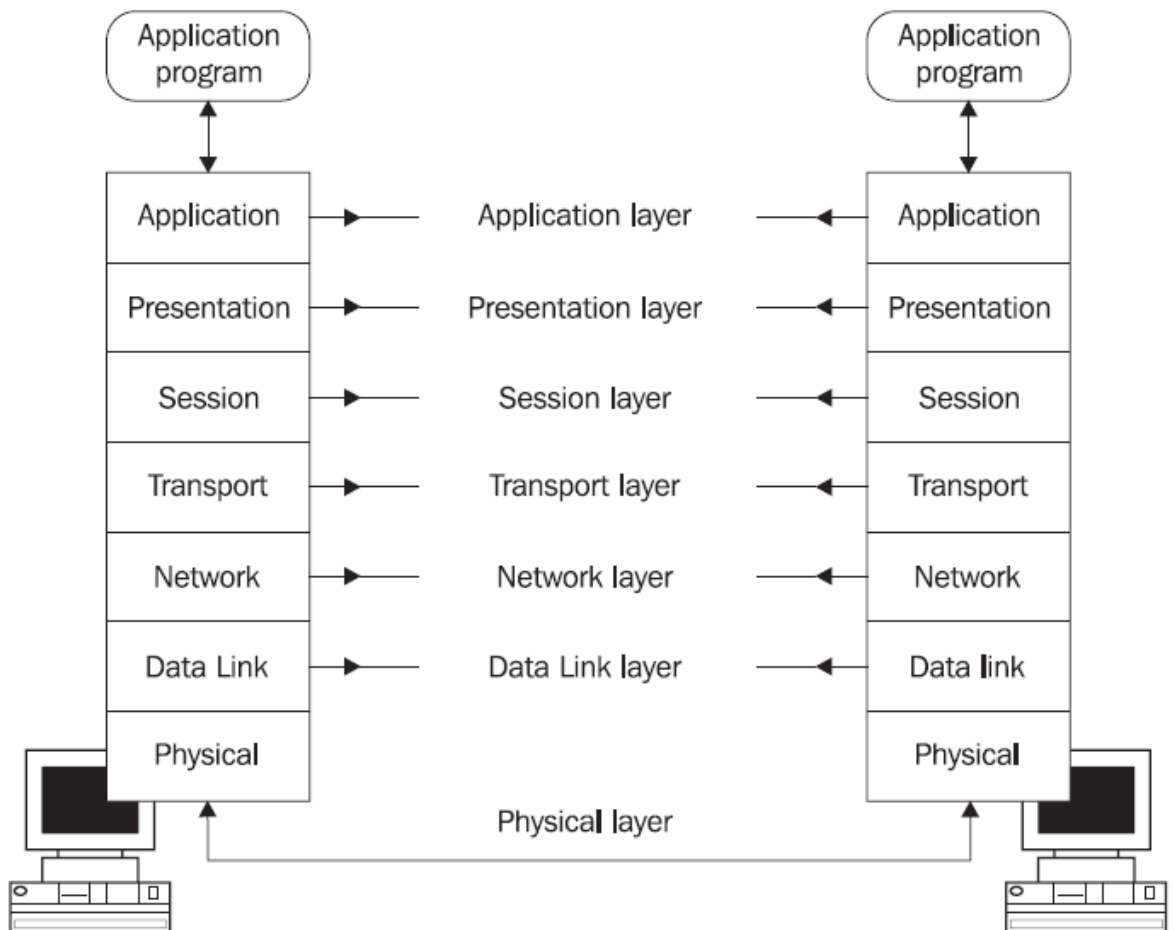 Application
program
Application
program
Application
Application layer
Application
Presentation
Presentation layer
Presentation
Session
Session layer
Session
Transport
Transport layer
Transport
Network
Network layer
Network
Data Link
Data Link layer
Data link
Physical
Physical
Physical layer